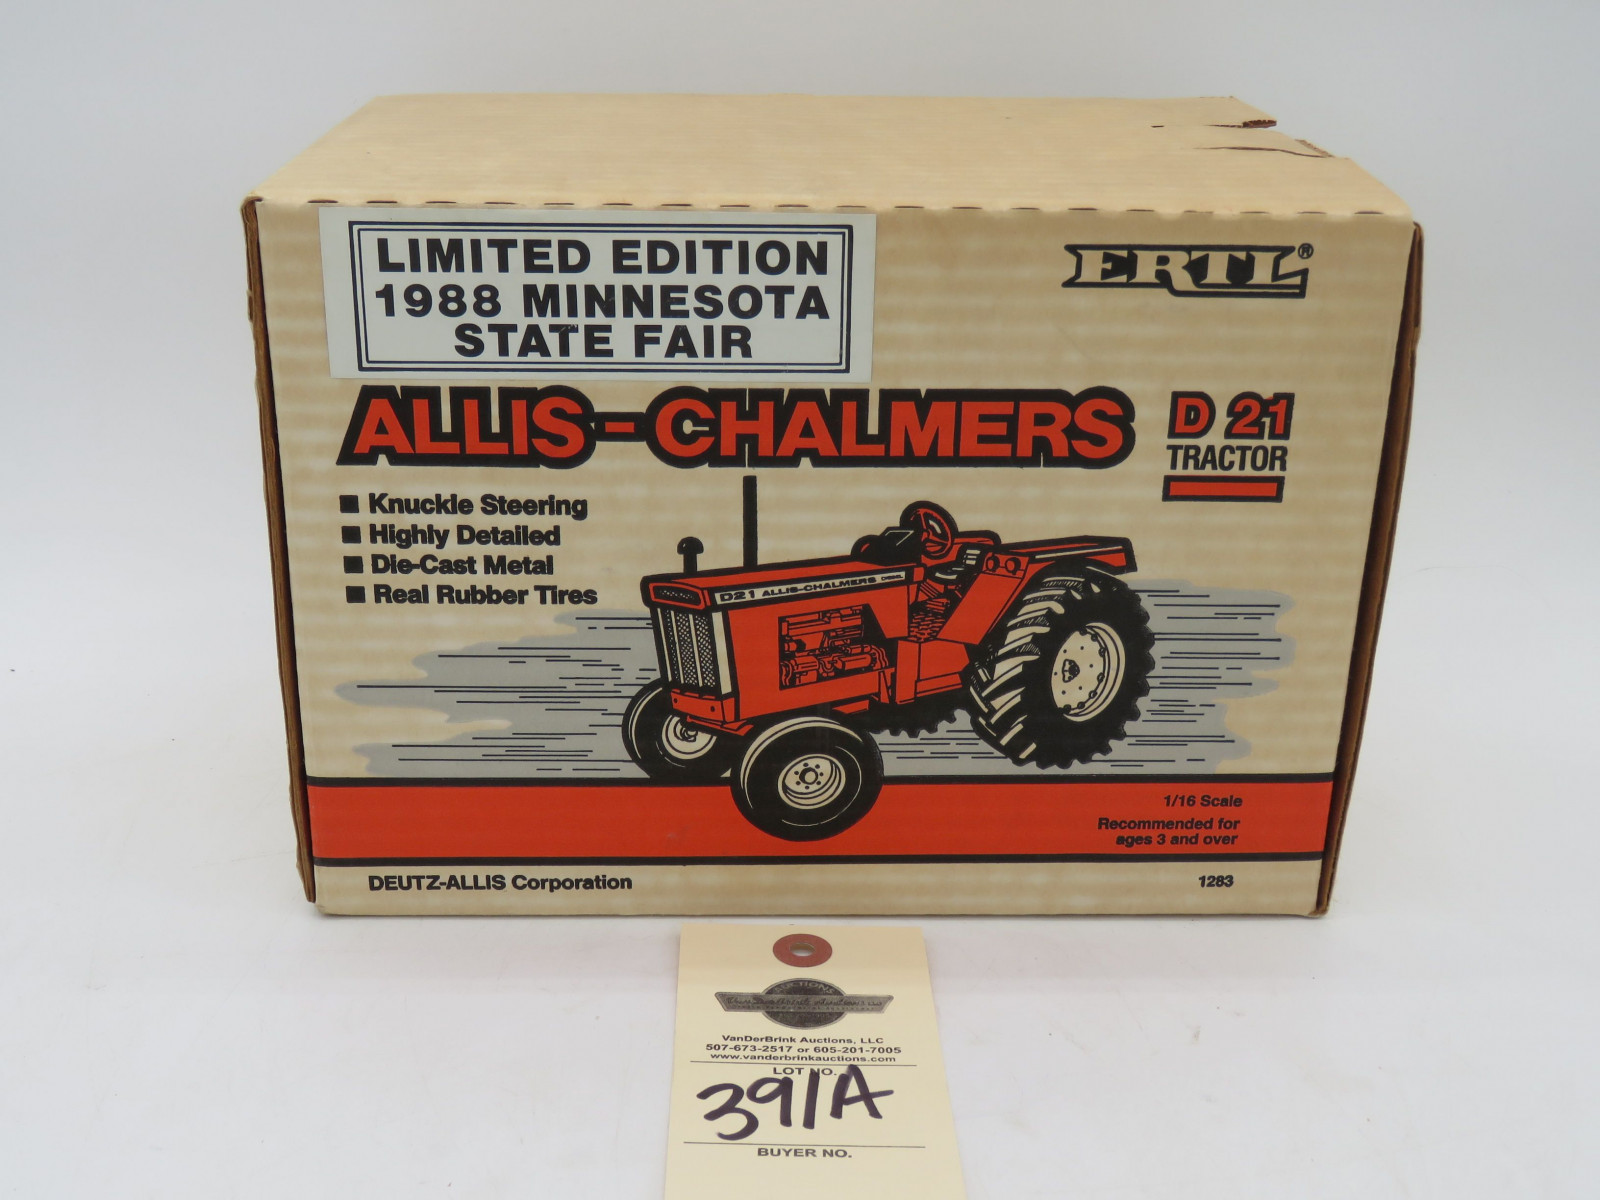 LIMITED EDITION
1988 MINNESOTA
STATE FAIR
ERTL®
ALLIS-CHALMERS
D 21
TRACTOR
■ Knuckle Steering
■ Highly Detailed
■ Die-Cast Metal
■ Real Rubber Tires
D21 ALLIS-CHALMERS DIESEL
1/16 Scale
Recommended for
ages 3 and over
DEUTZ-ALLIS Corporation
1283
AUCTIONS
VanDerBrink Auctions, LLC
507-673-2517 or 605-201-7005
www.vanderbrinkauctions.com
LOT NO.
391A
BUYER NO.